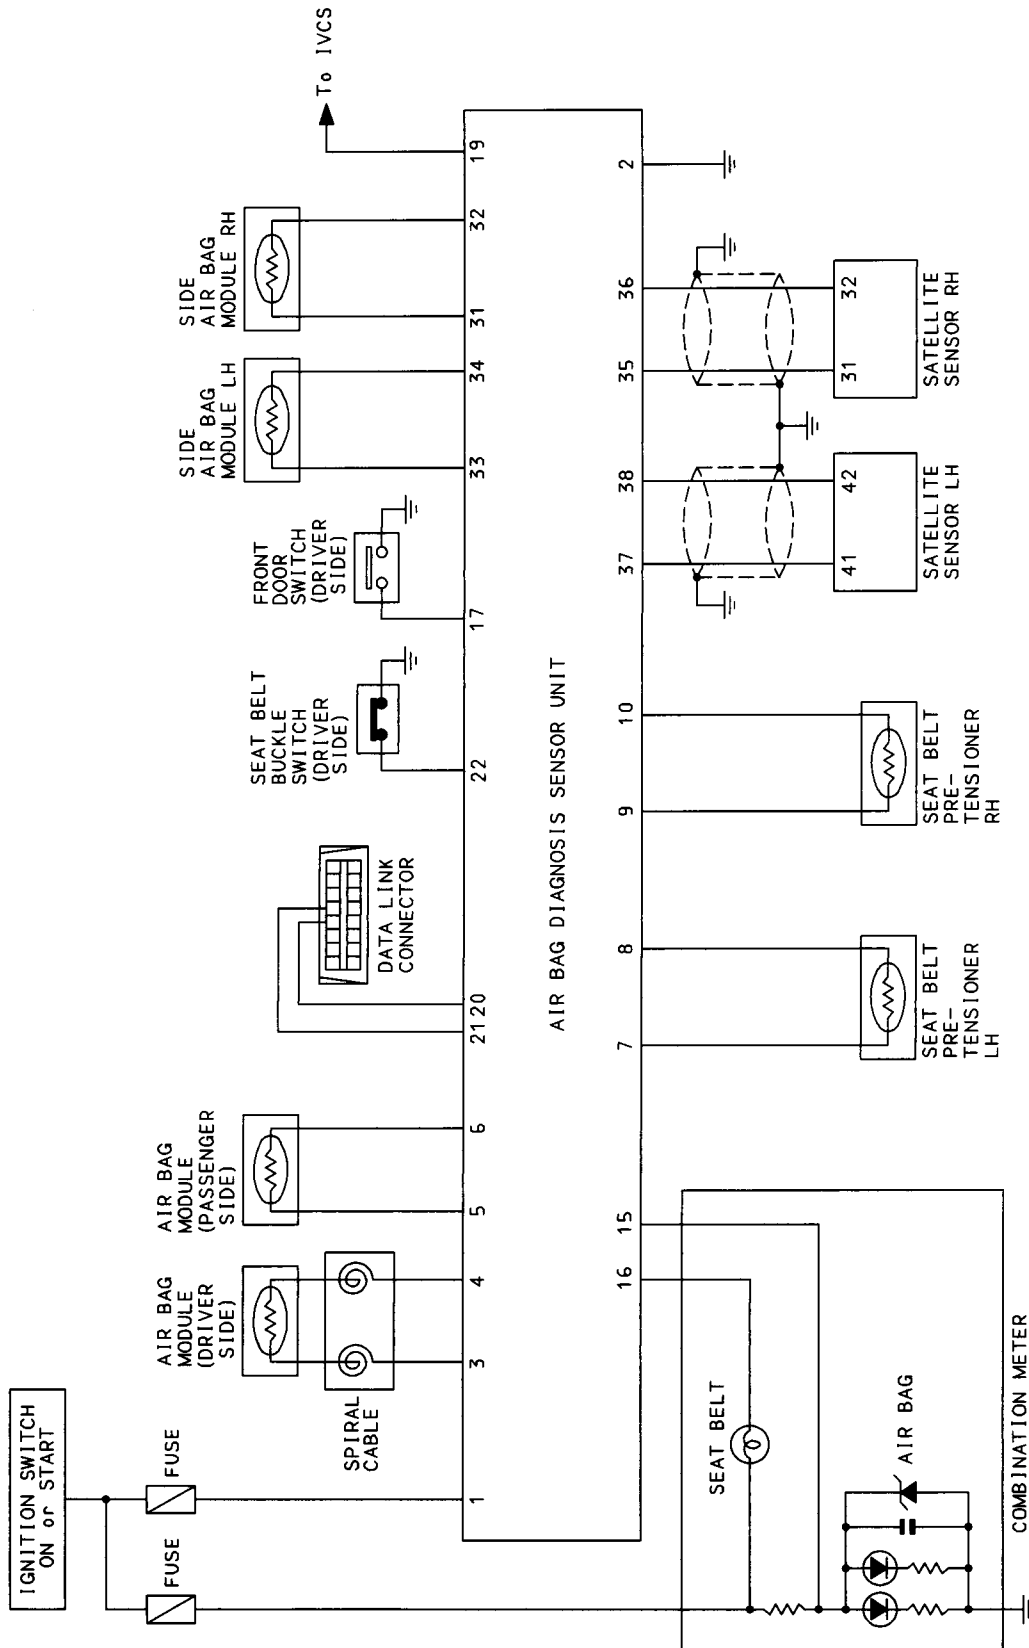 IGNITION SWITCH
ON or START
FUSE
FUSE
AIR BAG
MODULE
(DRIVER
SIDE)
SPIRAL
CABLE
AIR BAG
MODULE
(PASSENGER
SIDE)
DATA LINK
CONNECTOR
SEAT BELT
BUCKLE
SWITCH
(DRIVER
SIDE)
FRONT
DOOR
SWITCH
(DRIVER
SIDE)
SIDE
AIR BAG
MODULE LH
SIDE
AIR BAG
MODULE RH
To IVCS
1
3
4
5
6
21
20
22
17
33
34
31
32
19
AIR BAG DIAGNOSIS SENSOR UNIT
16
15
7
8
9
10
37
38
35
36
2
SEAT BELT
AIR BAG
COMBINATION METER
SEAT BELT
PRE-
TENSIONER
LH
SEAT BELT
PRE-
TENSIONER
RH
41
42
SATELLITE
SENSOR LH
31
32
SATELLITE
SENSOR RH